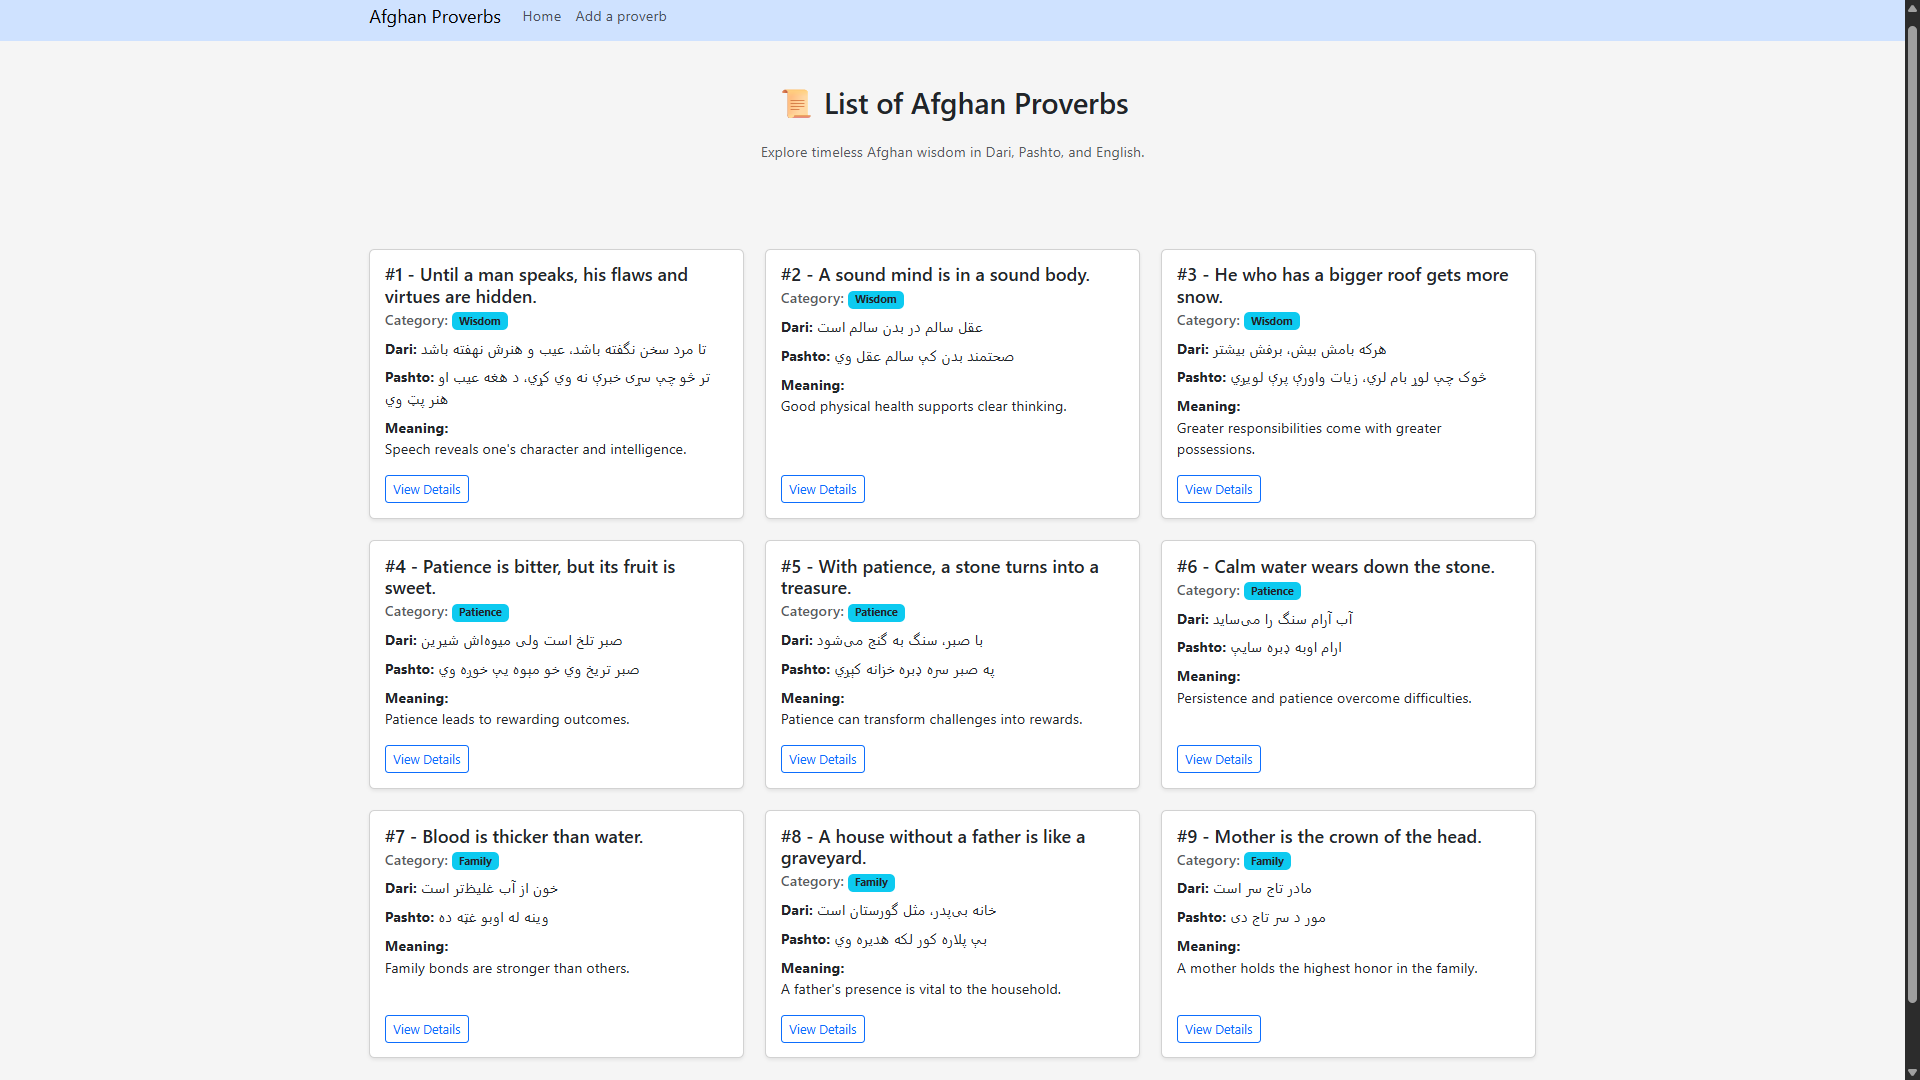 Afghan Proverbs Home Add a proverb
📜 List of Afghan Proverbs
Explore timeless Afghan wisdom in Dari, Pashto, and English.
#1 - Until a man speaks, his flaws and
virtues are hidden.
Category: Wisdom
Dari: تا مرد سخن نگفته باشد، عیب و هنرش نهفته باشد
Pashto: تر څو چې سړی خبرې نه وي کړي، د هغه عیب او
هنر پټ وي
Meaning:
Speech reveals one's character and intelligence.
View Details
#2 - A sound mind is in a sound body.
Category: Wisdom
Dari: عقل سالم در بدن سالم است
Pashto: صحتمند بدن کې سالم عقل وي
Meaning:
Good physical health supports clear thinking.
View Details
#3 - He who has a bigger roof gets more
snow.
Category: Wisdom
Dari: هرکه بامش بیش، برفش بیشتر
Pashto: څوک چې لوړ بام لري، زیات واورې پرې لویږي
Meaning:
Greater responsibilities come with greater
possessions.
View Details
#4 - Patience is bitter, but its fruit is
sweet.
Category: Patience
Dari: صبر تلخ است ولی میوه‌اش شیرین
Pashto: صبر تریخ وي خو مېوه یې خوږه وي
Meaning:
Patience leads to rewarding outcomes.
View Details
#5 - With patience, a stone turns into a
treasure.
Category: Patience
Dari: با صبر، سنگ به گنج می‌شود
Pashto: په صبر سره ډبره خزانه کېږي
Meaning:
Patience can transform challenges into rewards.
View Details
#6 - Calm water wears down the stone.
Category: Patience
Dari: آب آرام سنگ را می‌ساید
Pashto: ارام اوبه ډبره سايي
Meaning:
Persistence and patience overcome difficulties.
View Details
#7 - Blood is thicker than water.
Category: Family
Dari: خون از آب غلیظ‌تر است
Pashto: وینه له اوبو غټه ده
Meaning:
Family bonds are stronger than others.
View Details
#8 - A house without a father is like a
graveyard.
Category: Family
Dari: خانه بی‌پدر، مثل گورستان است
Pashto: بې پلاره کور لکه هدیره وي
Meaning:
A father's presence is vital to the household.
View Details
#9 - Mother is the crown of the head.
Category: Family
Dari: مادر تاج سر است
Pashto: مور د سر تاج دی
Meaning:
A mother holds the highest honor in the family.
View Details